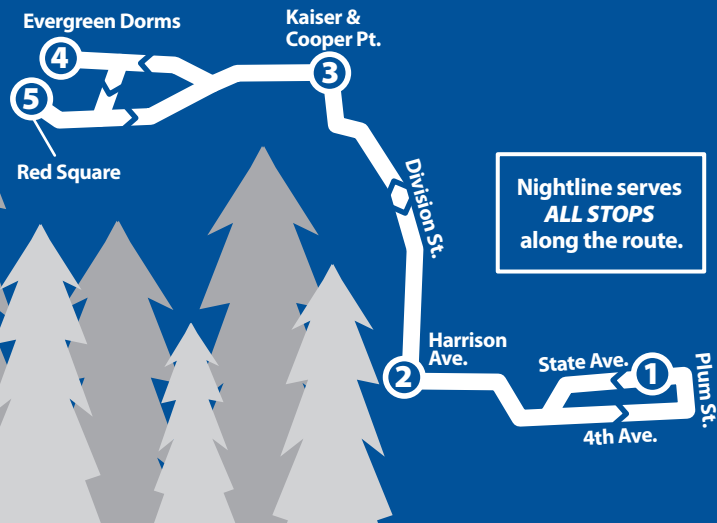 Evergreen Dorms
Kaiser &
Cooper Pt.
4
3
5
Red Square
Division St.
Nightline serves
ALL STOPS
along the route.
Harrison
Ave.
2
State Ave.
1
Plum St.
4th Ave.